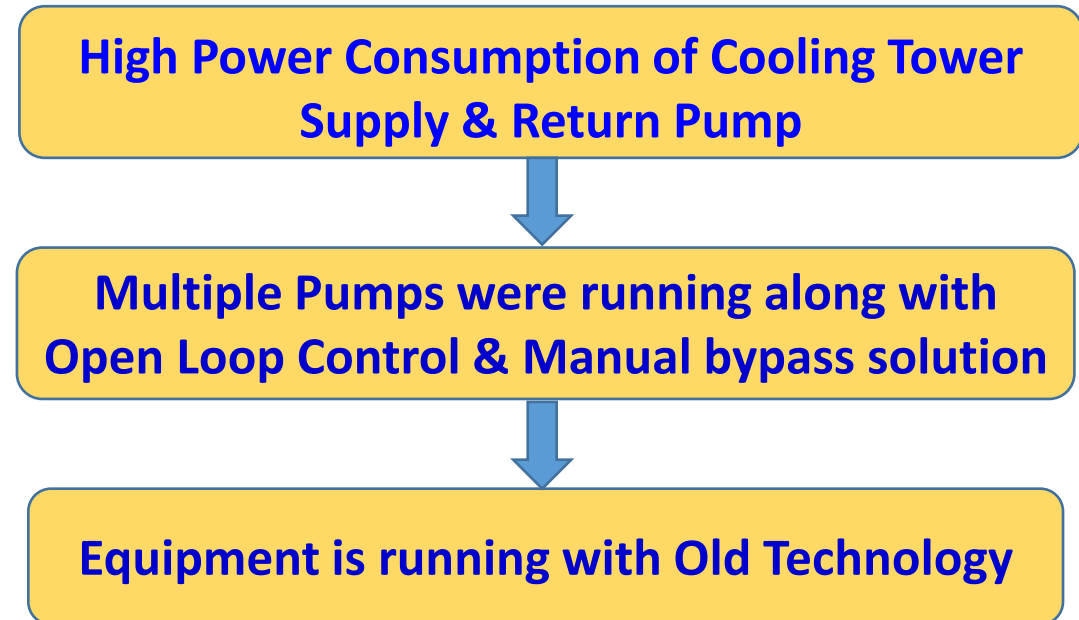 High Power Consumption of Cooling Tower
Supply & Return Pump
Multiple Pumps were running along with
Open Loop Control & Manual bypass solution
Equipment is running with Old Technology